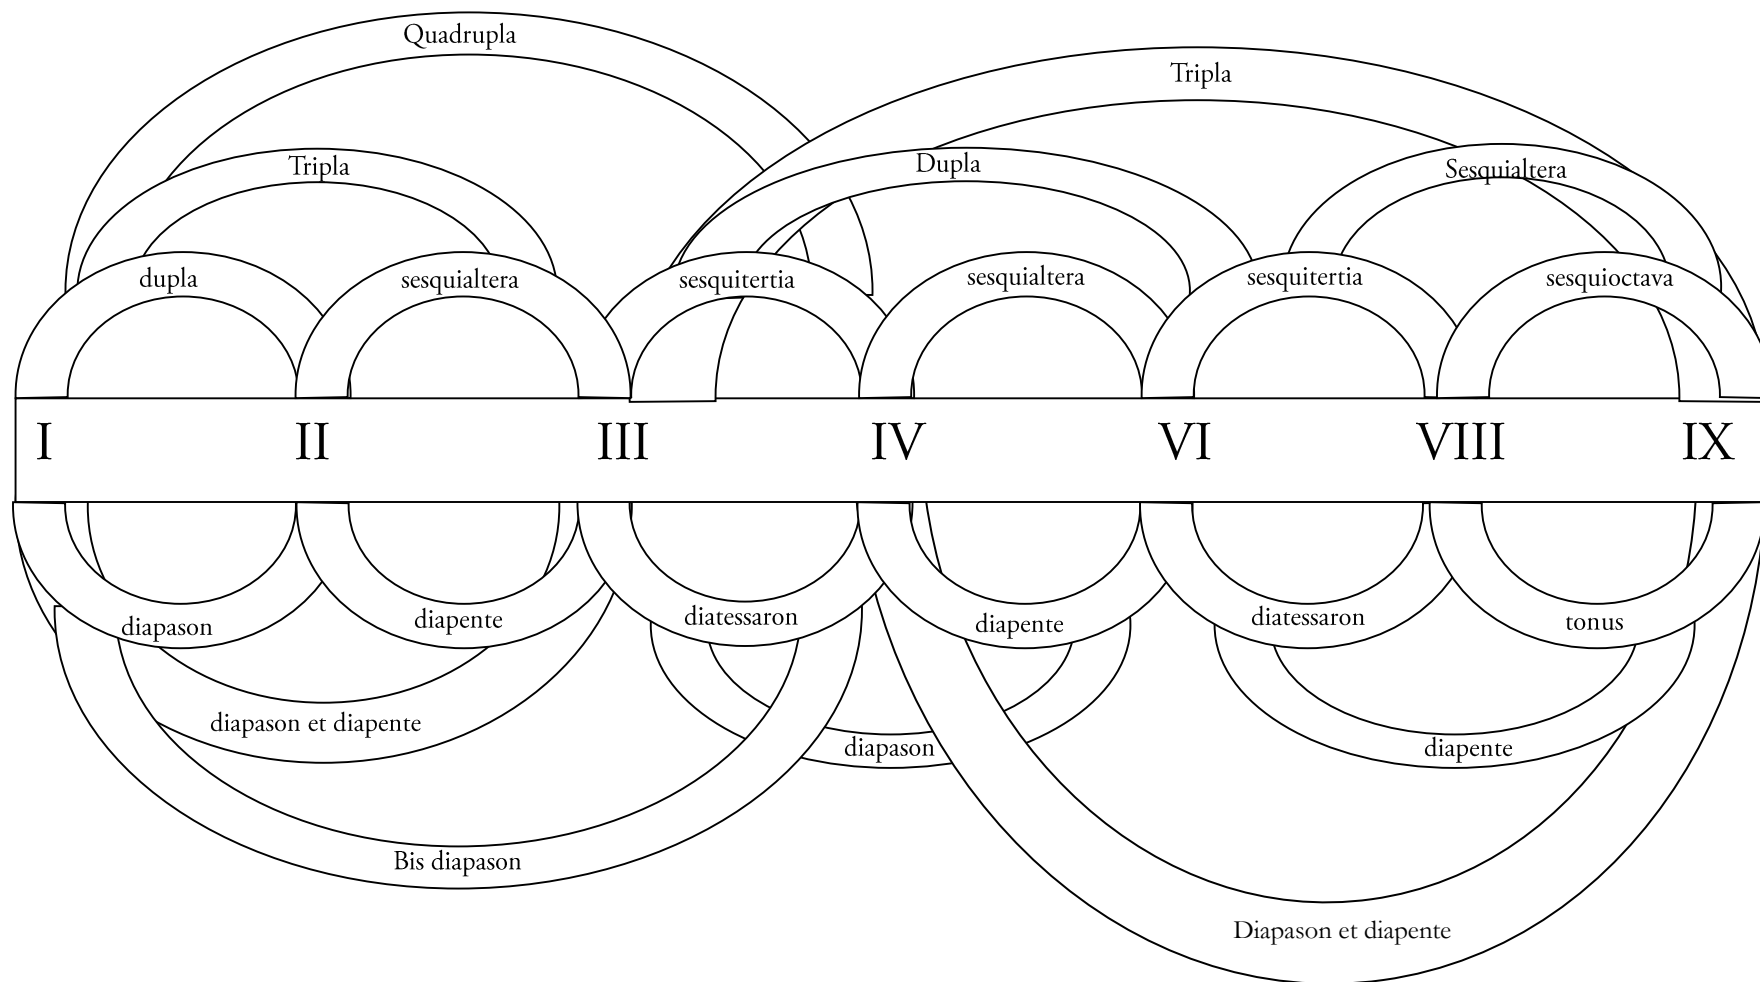 Quadrupla
Tripla
Tripla
Dupla
Sesquialtera
dupla
sesquialtera
sesquitertia
sesquialtera
sesquitertia
sesquioctava
I II III IV VI VIII IX
diapason
diapente
diatessaron
diapente
diatessaron
tonus
diapason et diapente
diapason
diapente
Bis diapason
Diapason et diapente